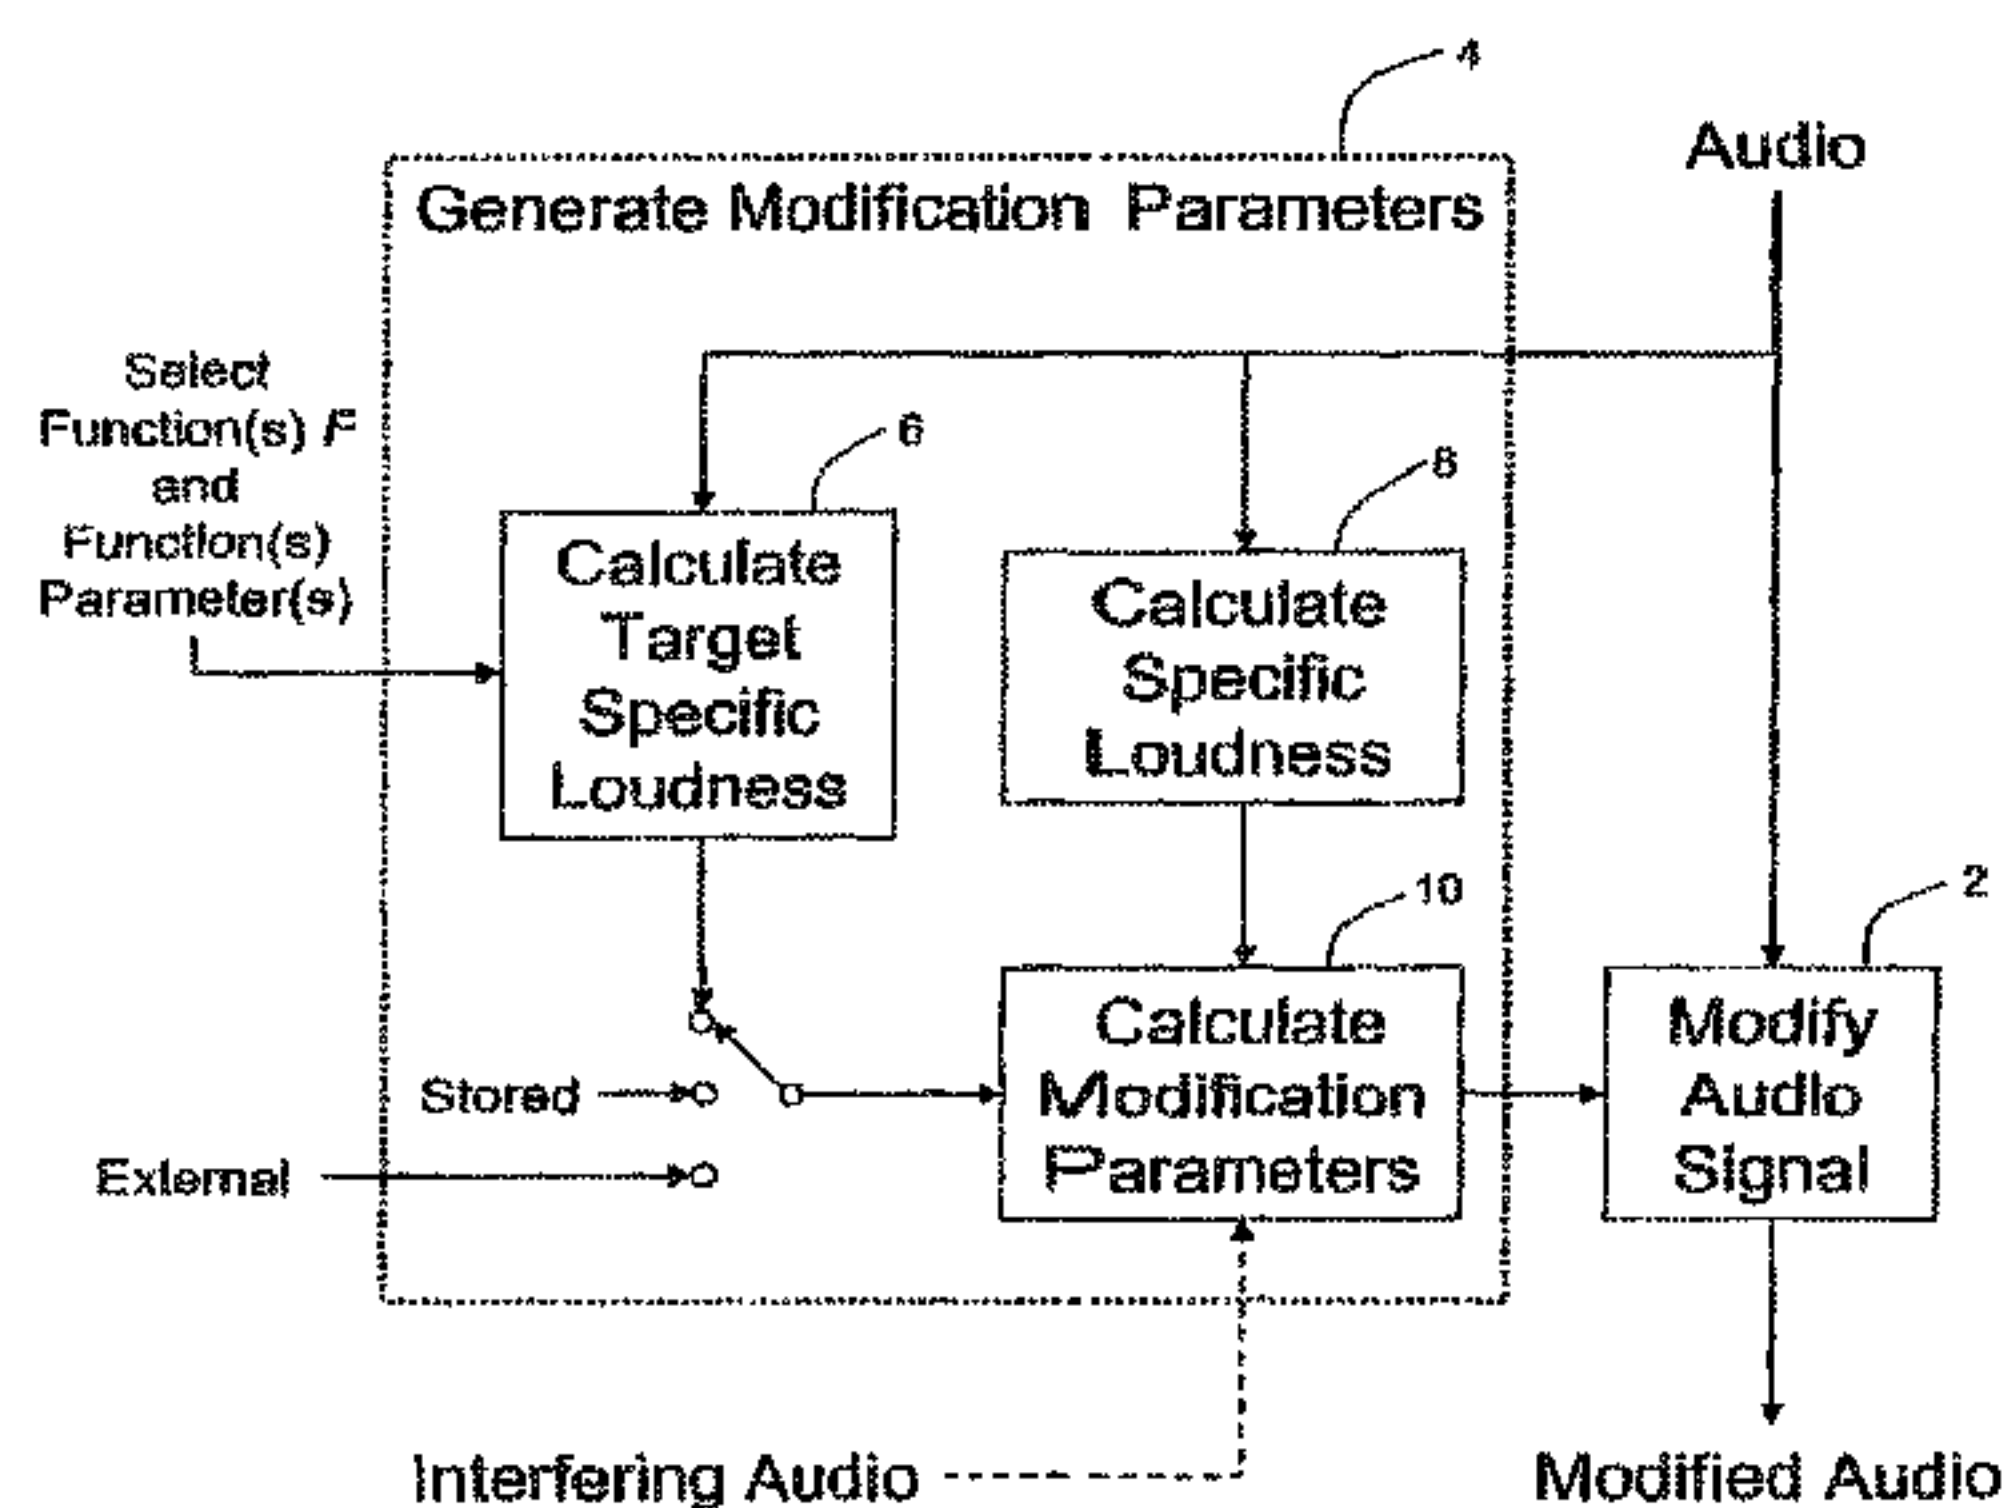 4
Audio
Generate Modification Parameters
Select
Function(s) F
and
Function(s)
Parameter(s)
6
8
Calculate
Target
Specific
Loudness
Calculate
Specific
Loudness
10
2
Calculate
Modification
Parameters
Modify
Audio
Signal
Stored
External
Interfering Audio
Modified Audio